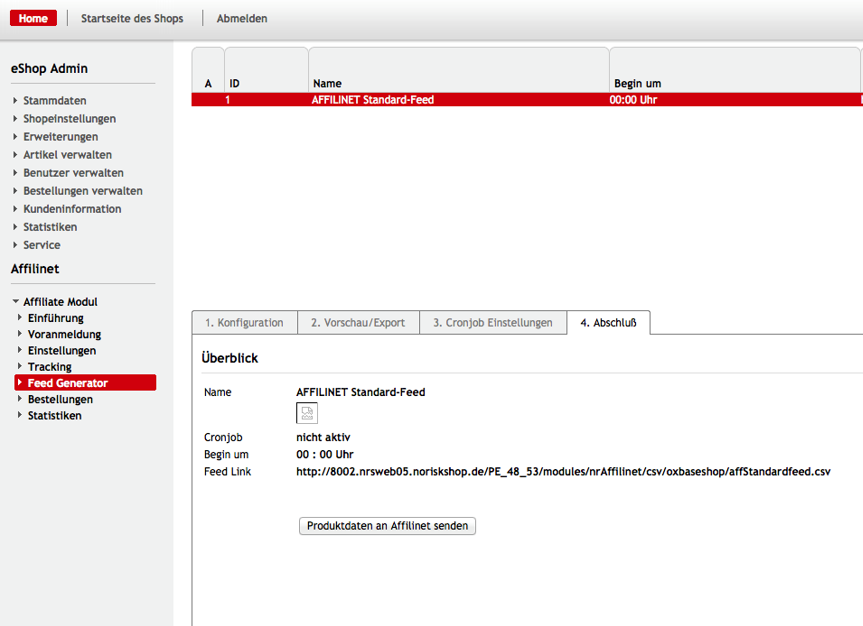 Home
Startseite des Shops
Abmelden
eShop Admin
Stammdaten
Shopeinstellungen
Erweiterungen
Artikel verwalten
Benutzer verwalten
Bestellungen verwalten
Kundeninformation
Statistiken
Service
Affilinet
Affiliate Modul
Einführung
Voranmeldung
Einstellungen
Tracking
Feed Generator
Bestellungen
Statistiken
A ID Name Begin um
1 AFFILINET Standard-Feed 00:00 Uhr
1. Konfiguration 2. Vorschau/Export 3. Cronjob Einstellungen 4. Abschluß
Überblick
Name AFFILINET Standard-Feed
Cronjob nicht aktiv
Begin um 00 : 00 Uhr
Feed Link http://8002.nrsweb05.noriskshop.de/PE_48_53/modules/nrAffilinet/csv/oxbaseshop/affStandardfeed.csv
Produktdaten an Affilinet senden